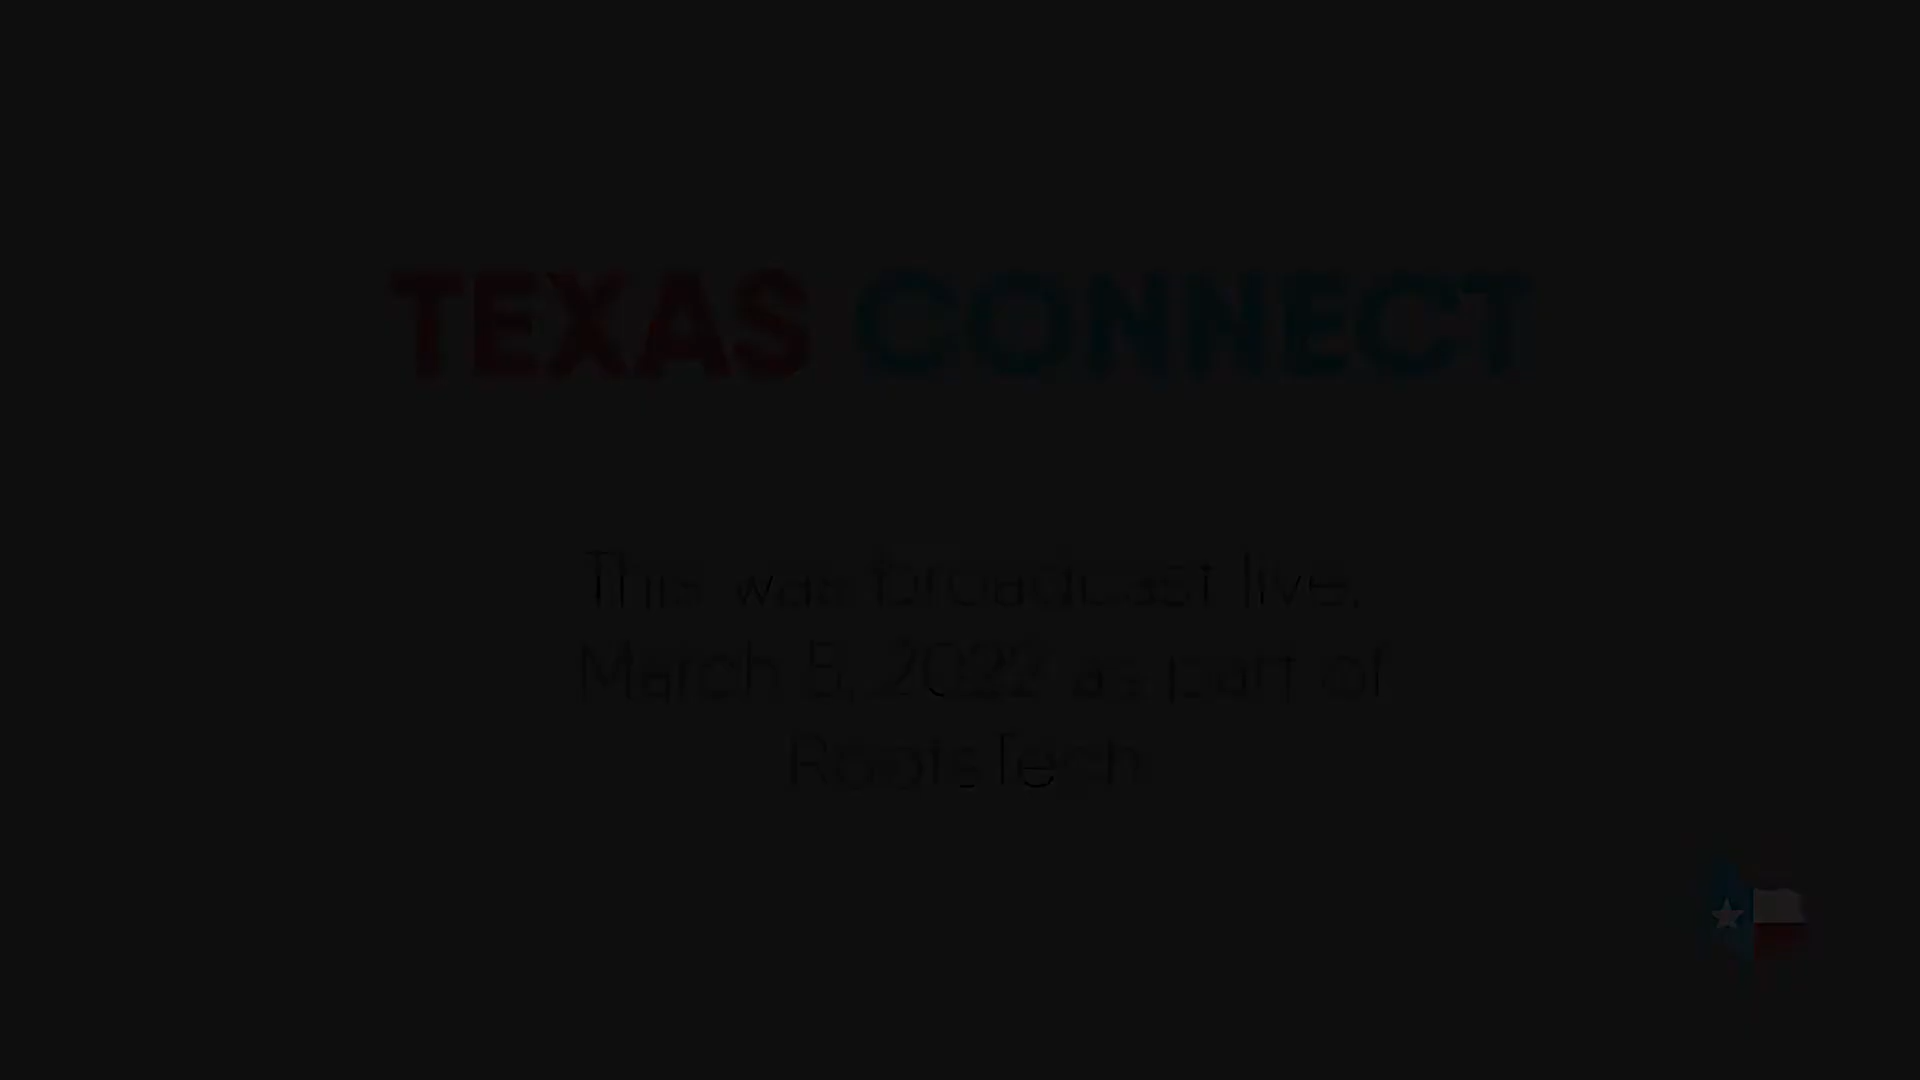 TEXAS CONNECT
This was broadcast live,
March 5, 2022 as part of
RootsTech